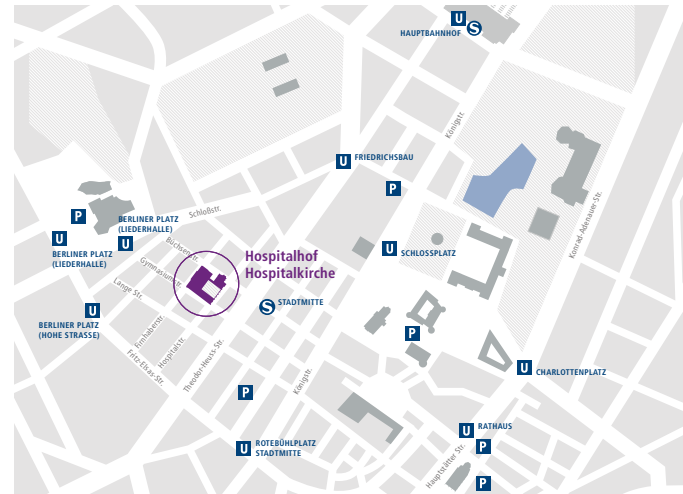 U
HAUPTBAHNHOF
S
Königstr.
U
FRIEDRICHSBAU
P
Konrad-Adenauer-Str.
P
BERLINER PLATZ
(LIEDERHALLE)
Schloßstr.
U
U
BERLINER PLATZ
(LIEDERHALLE)
Büchsenstr.
U
SCHLOSSPLATZ
Hospitalhof
Hospitalkirche
Gymnasiumstr.
Lange Str.
S
STADTMITTE
U
BERLINER PLATZ
(HOHE STRASSE)
Firnhaberstr.
Hospitalstr.
Fritz-Elsas-Str.
Theodor-Heuss-Str.
P
U
CHARLOTTENPLATZ
Königstr.
P
U
RATHAUS
U
ROTEBÜHLPLATZ
STADTMITTE
P
Hauptstätter Str.
P